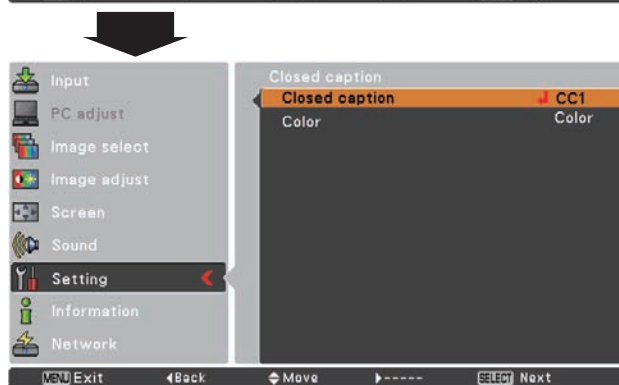 Input
PC adjust
Image select
Image adjust
Screen
Sound
Setting
Information
Network
Closed caption
Closed caption CC1
Color Color
MENU Exit Back Move ----- SELECT Next